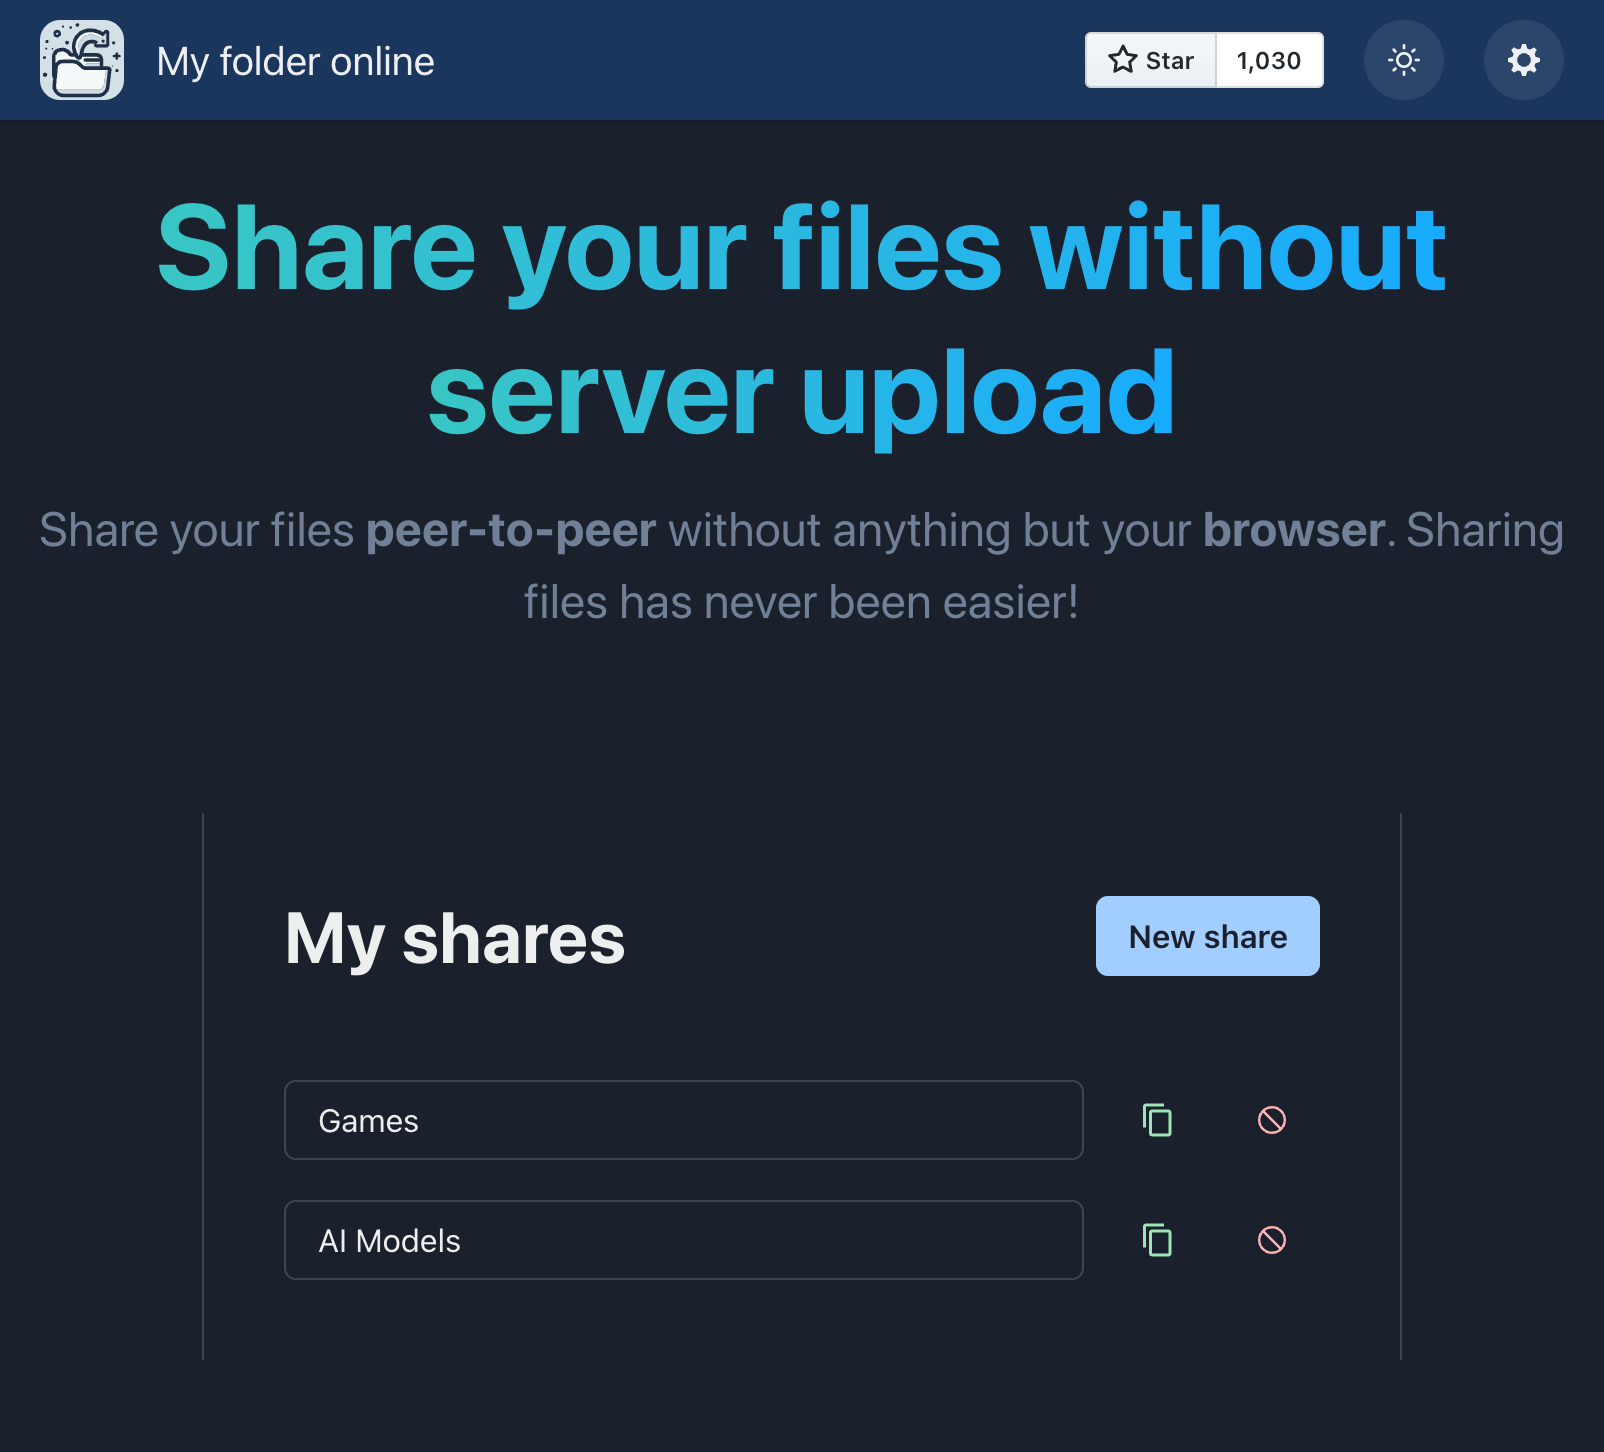 My folder online
Star
1,030
Share your files without
server upload
Share your files peer-to-peer without anything but your browser. Sharing
files has never been easier!
My shares
New share
Games
AI Models